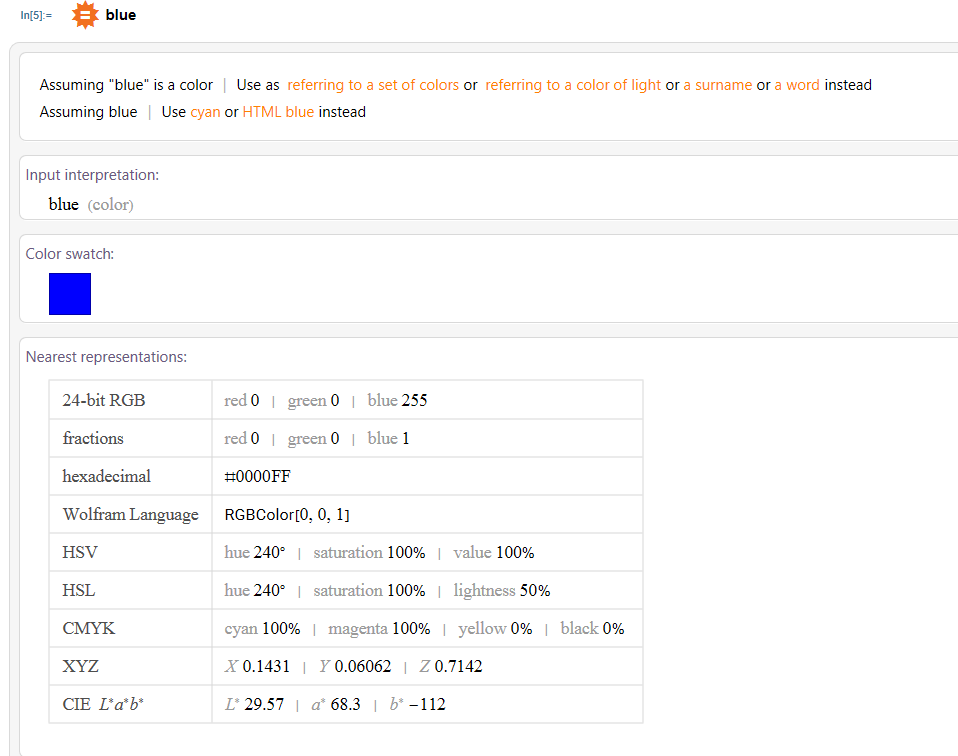 In[5]:= blue
Assuming "blue" is a color | Use as referring to a set of colors or referring to a color of light or a surname or a word instead
Assuming blue | Use cyan or HTML blue instead
Input interpretation:
blue (color)
Color swatch:
Nearest representations:
24-bit RGB red 0 | green 0 | blue 255
fractions red 0 | green 0 | blue 1
hexadecimal #0000FF
Wolfram Language RGBColor[0, 0, 1]
HSV hue 240° | saturation 100% | value 100%
HSL hue 240° | saturation 100% | lightness 50%
CMYK cyan 100% | magenta 100% | yellow 0% | black 0%
XYZ X 0.1431 | Y 0.06062 | Z 0.7142
CIE L*a*b* L* 29.57 | a* 68.3 | b* −112